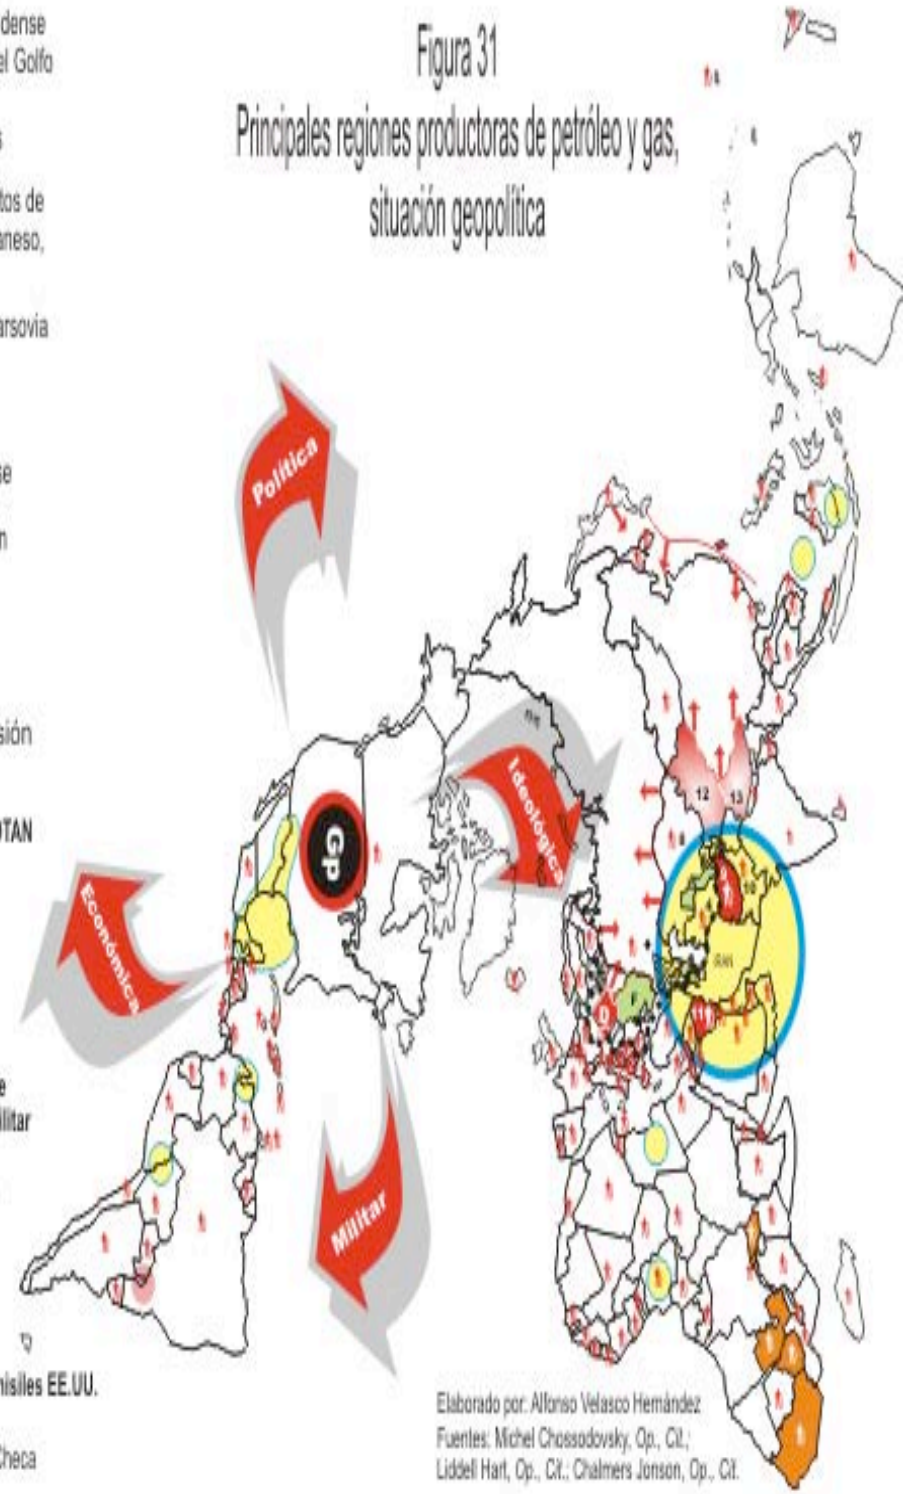 dense
el Golfo
s
tos de
aneso,
arsovia
se
n
sión
OTAN
e
ilitar
misiles EE.UU.
Checa
Figura 31
Principales regiones productoras de petróleo y gas,
situación geopolítica
Política
Ideológica
Económica
Militar
Gp
12
13
IRAN
F
D
Elaborado por: Alfonso Velasco Hernández
Fuentes: Michel Chossodovsky, Op., Cit.;
Liddell Hart, Op., Cit.; Chalmers Jonson, Op., Cit.